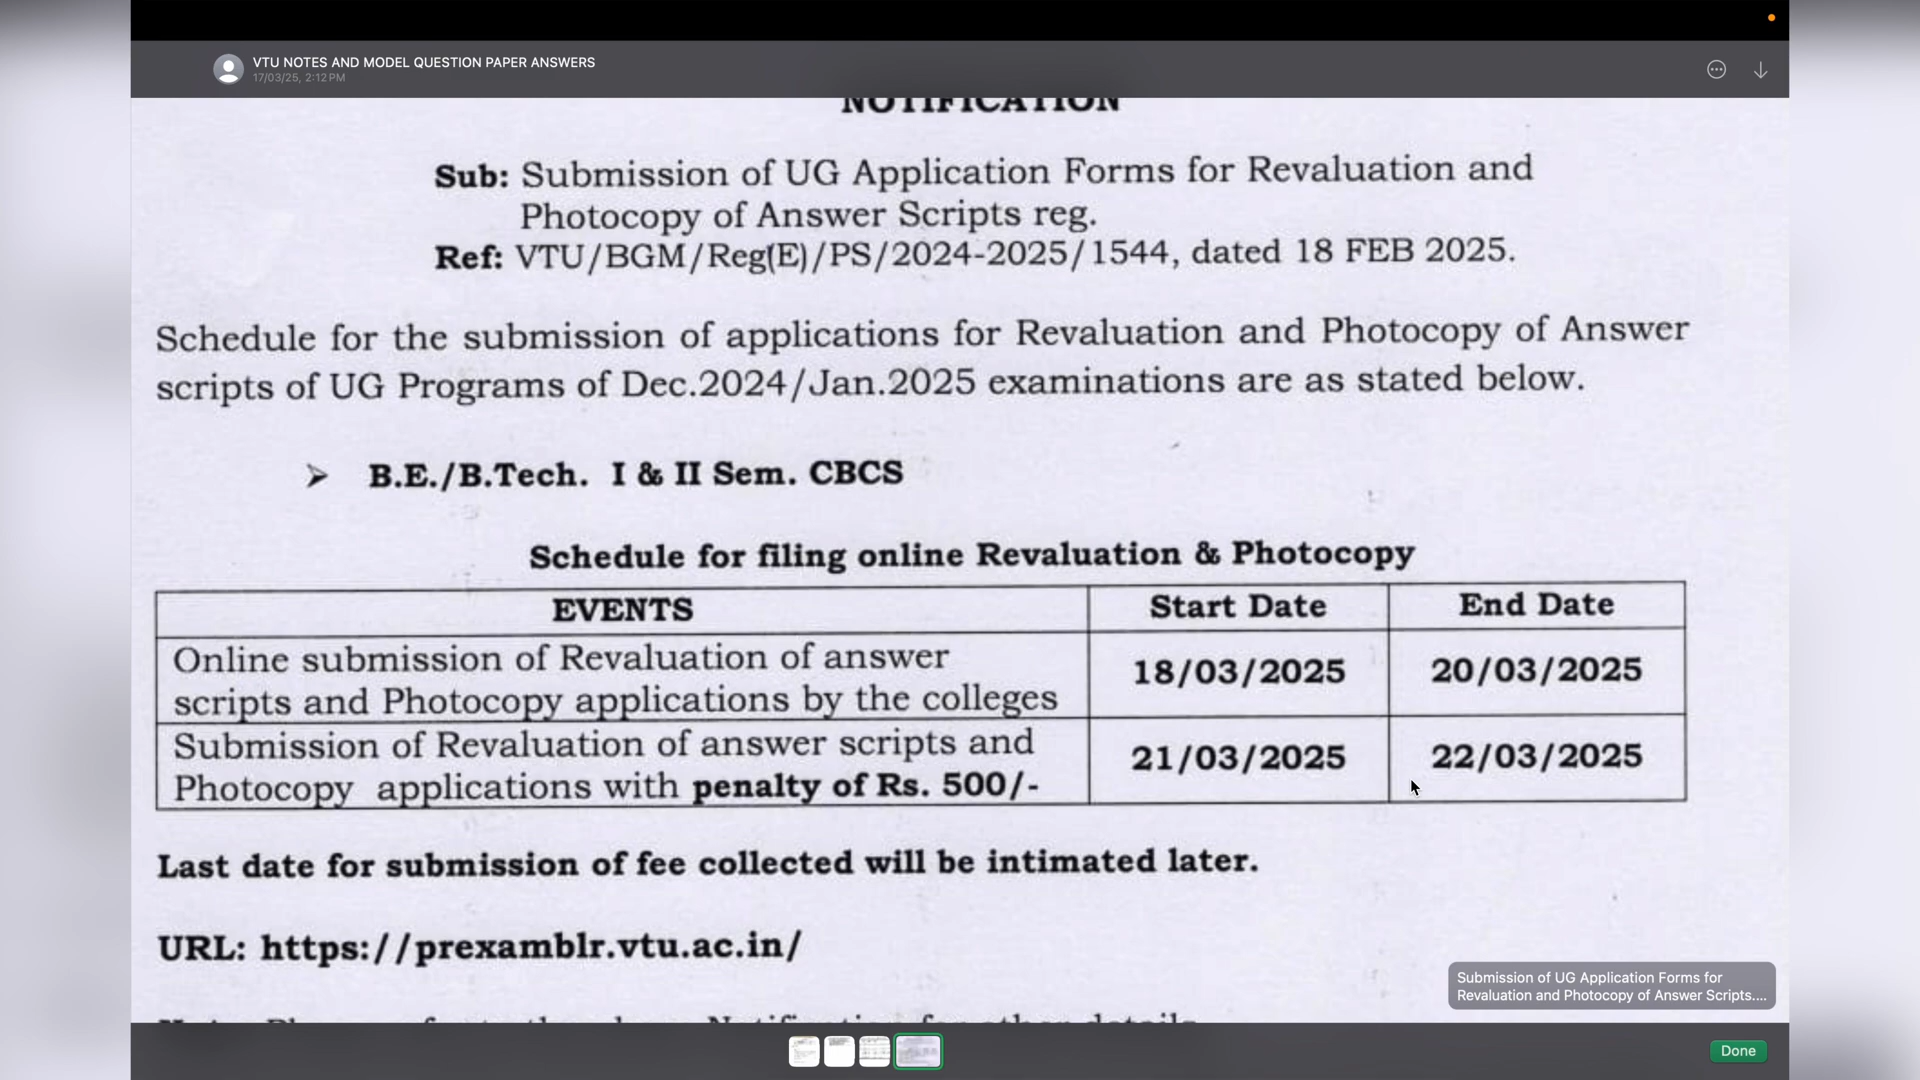 VTU NOTES AND MODEL QUESTION PAPER ANSWERS
17/03/25, 2:12 PM
NOTIFICATION
Sub: Submission of UG Application Forms for Revaluation and
Photocopy of Answer Scripts reg.
Ref: VTU/BGM/Reg(E)/PS/2024-2025/1544, dated 18 FEB 2025.
Schedule for the submission of applications for Revaluation and Photocopy of Answer
scripts of UG Programs of Dec.2024/Jan.2025 examinations are as stated below.
➢ B.E./B.Tech. I & II Sem. CBCS
Schedule for filing online Revaluation & Photocopy
EVENTS Start Date End Date
Online submission of Revaluation of answer
scripts and Photocopy applications by the colleges 18/03/2025 20/03/2025
Submission of Revaluation of answer scripts and
Photocopy applications with penalty of Rs. 500/- 21/03/2025 22/03/2025
Last date for submission of fee collected will be intimated later.
URL: https://prexamblr.vtu.ac.in/
Submission of UG Application Forms for
Revaluation and Photocopy of Answer Scripts....
Done